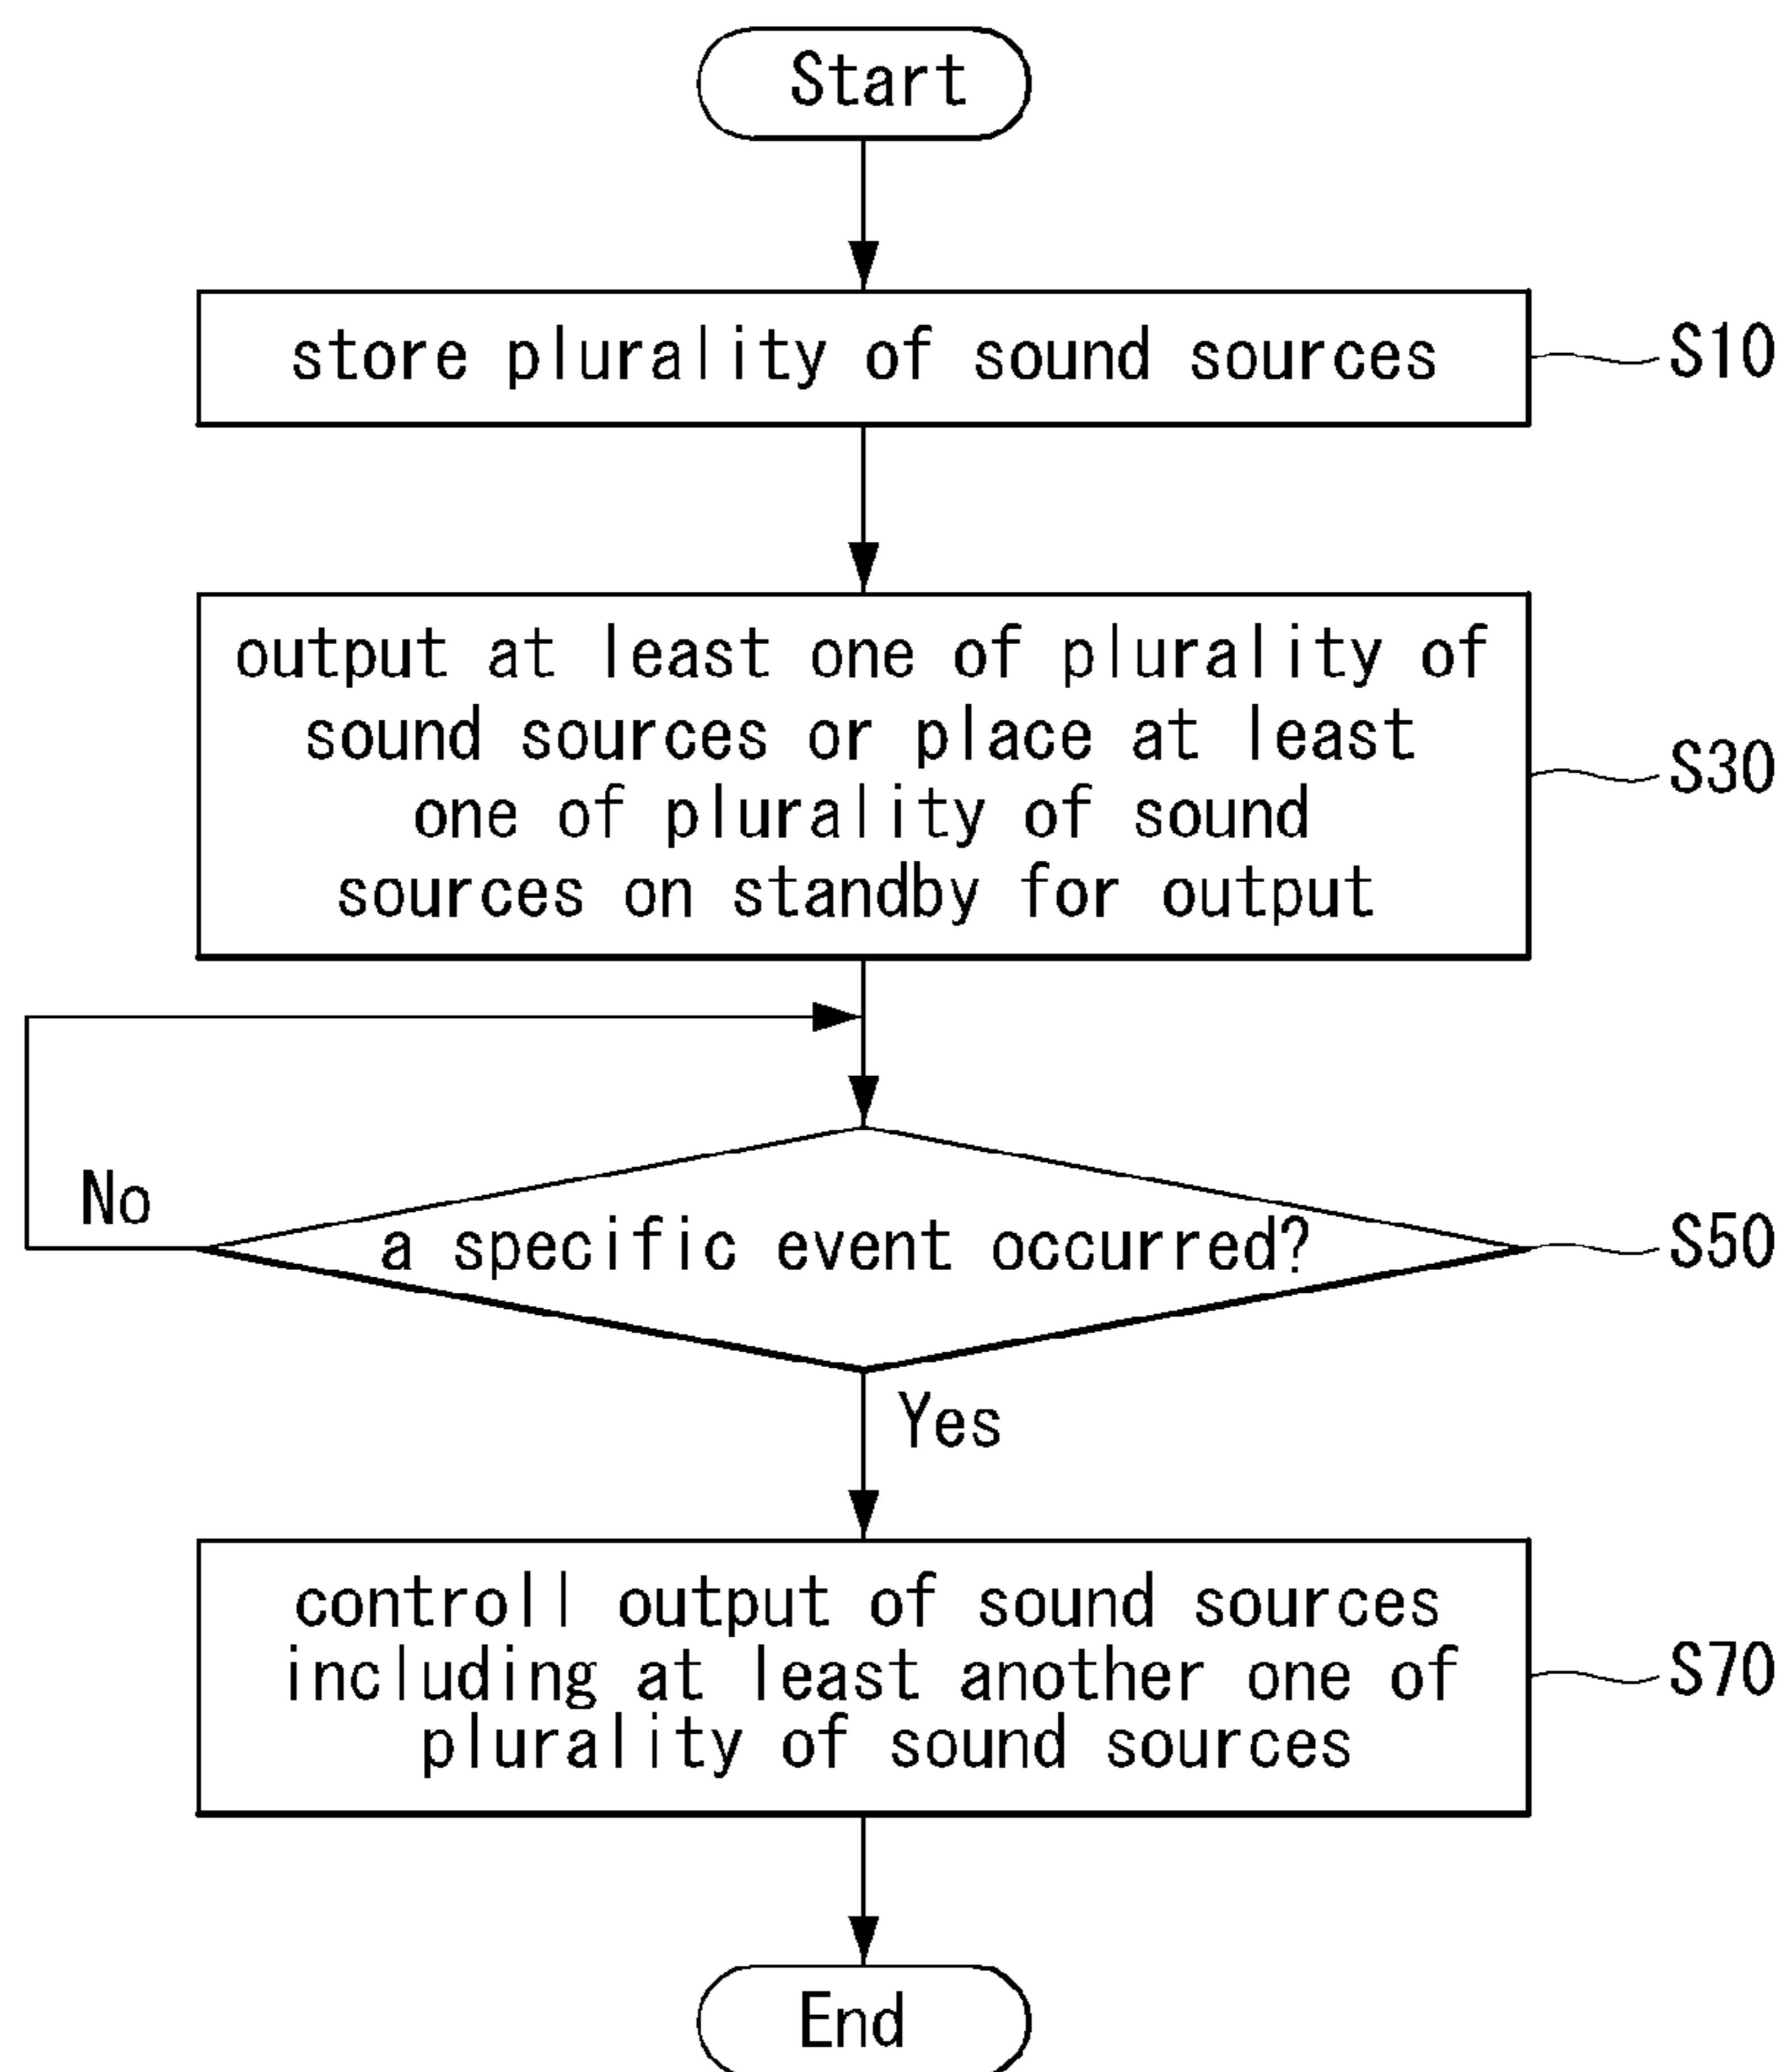 Start
store plurality of sound sources
S10
output at least one of plurality of
sound sources or place at least
one of plurality of sound
sources on standby for output
S30
No
a specific event occurred?
S50
Yes
controll output of sound sources
including at least another one of
plurality of sound sources
S70
End